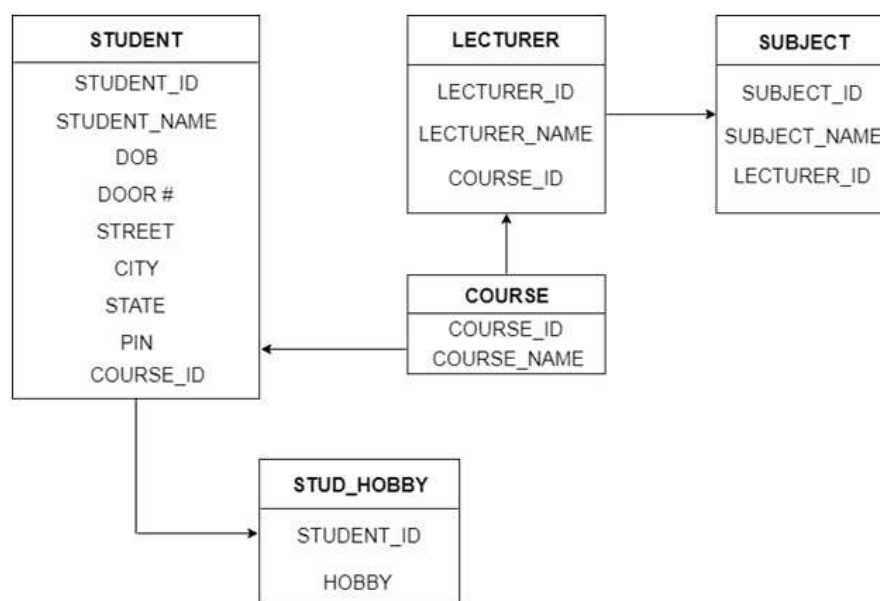 STUDENT
STUDENT_ID
STUDENT_NAME
DOB
DOOR #
STREET
CITY
STATE
PIN
COURSE_ID
LECTURER
LECTURER_ID
LECTURER_NAME
COURSE_ID
SUBJECT
SUBJECT_ID
SUBJECT_NAME
LECTURER_ID
COURSE
COURSE_ID
COURSE_NAME
STUD_HOBBY
STUDENT_ID
HOBBY